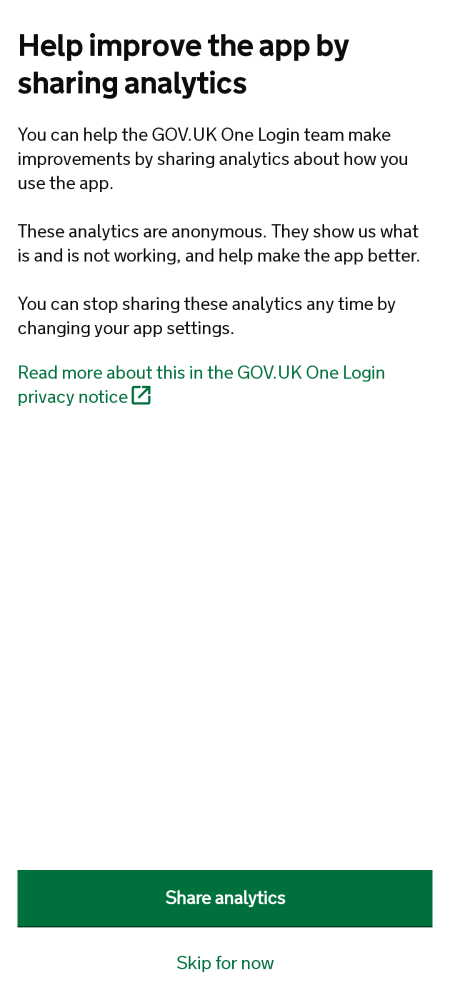 Help improve the app by
sharing analytics
You can help the GOV.UK One Login team make
improvements by sharing analytics about how you
use the app.
These analytics are anonymous. They show us what
is and is not working, and help make the app better.
You can stop sharing these analytics any time by
changing your app settings.
Read more about this in the GOV.UK One Login
privacy notice
Share analytics
Skip for now